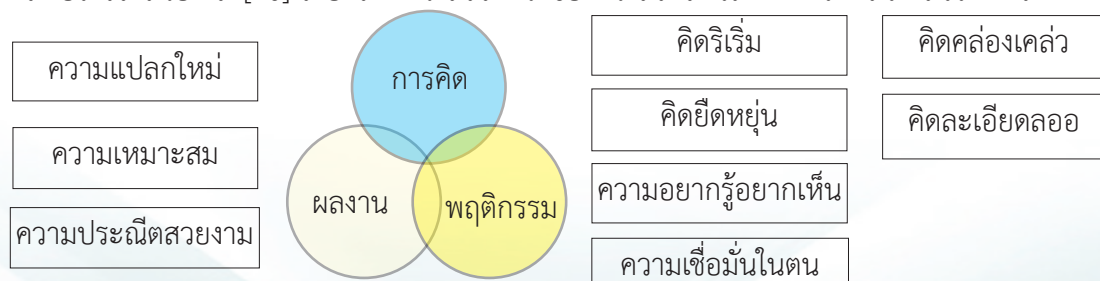 ความแปลกใหม่
ความเหมาะสม
ความประณีตสวยงาม
การคิด
ผลงาน
พฤติกรรม
คิดริเริ่ม
คิดคล่องแคล่ว
คิดยืดหยุ่น
คิดละเอียดลออ
ความอยากรู้อยากเห็น
ความเชื่อมั่นในตน